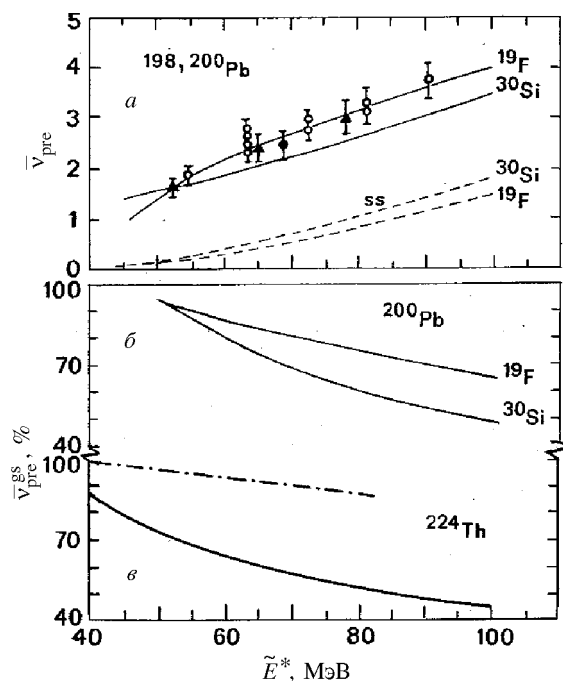 5
198, 200Pb
19F
4
а
30Si
3
ν̄pre
2
30Si
1
ss
19F
0
100
200Pb
б
19F
70
30Si
40
ν̄gs pre, %
100
224Th
70
в
40
40 60 80 100
Ẽ*, МэВ